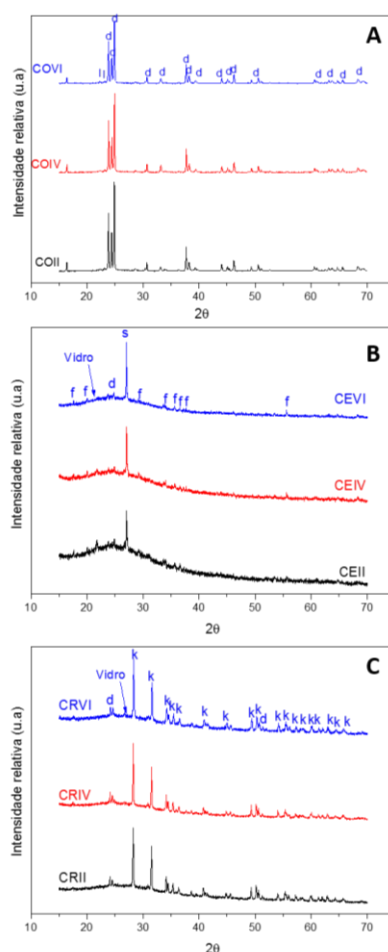 A
d
d
d
l l
d
d
d
d
d
d
d
d
d
d
d
d
d
d
COVI
COIV
COII
Intensidade relativa (u.a)
10 20 30 40 50 60 70
2θ
B
s
Vidro
f f d f f f f f f
CEVI
CEIV
CEII
Intensidade relativa (u.a)
10 20 30 40 50 60 70
2θ
C
k
k
Vidro
d
k k k k k k k k d k k k k k k k
CRVI
CRIV
CRII
Intensidade relativa (u.a)
10 20 30 40 50 60 70
2θ